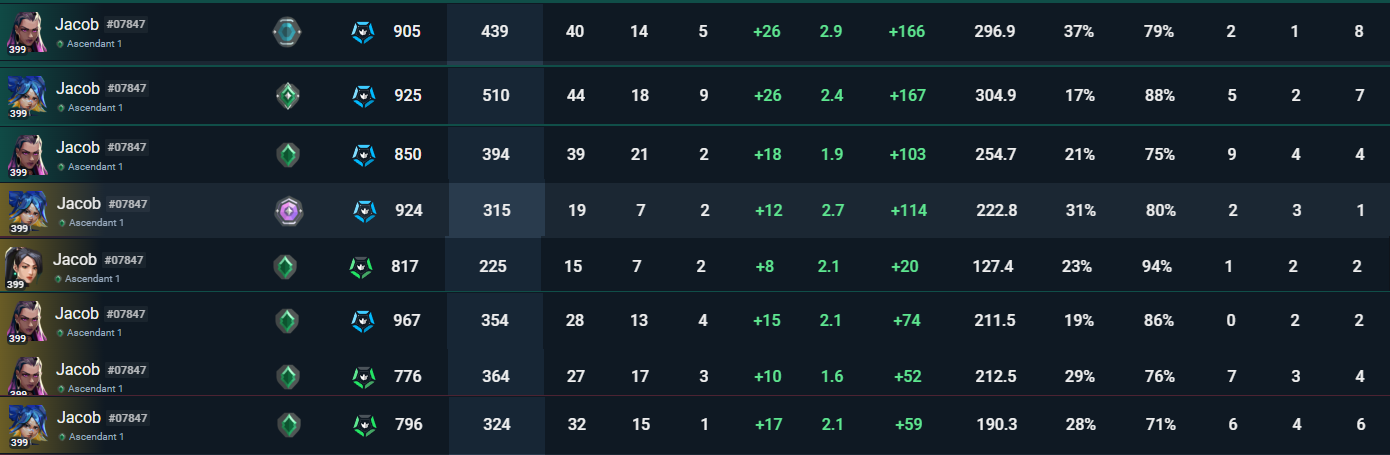 Jacob #07847 905 439 40 14 5 +26 2.9 +166 296.9 37% 79% 2 1 8
399 Ascendant 1
Jacob #07847 925 510 44 18 9 +26 2.4 +167 304.9 17% 88% 5 2 7
399 Ascendant 1
Jacob #07847 850 394 39 21 2 +18 1.9 +103 254.7 21% 75% 9 4 4
399 Ascendant 1
Jacob #07847 924 315 19 7 2 +12 2.7 +114 222.8 31% 80% 2 3 1
399 Ascendant 1
Jacob #07847 817 225 15 7 2 +8 2.1 +20 127.4 23% 94% 1 2 2
399 Ascendant 1
Jacob #07847 967 354 28 13 4 +15 2.1 +74 211.5 19% 86% 0 2 2
399 Ascendant 1
Jacob #07847 776 364 27 17 3 +10 1.6 +52 212.5 29% 76% 7 3 4
399 Ascendant 1
Jacob #07847 796 324 32 15 1 +17 2.1 +59 190.3 28% 71% 6 4 6
399 Ascendant 1